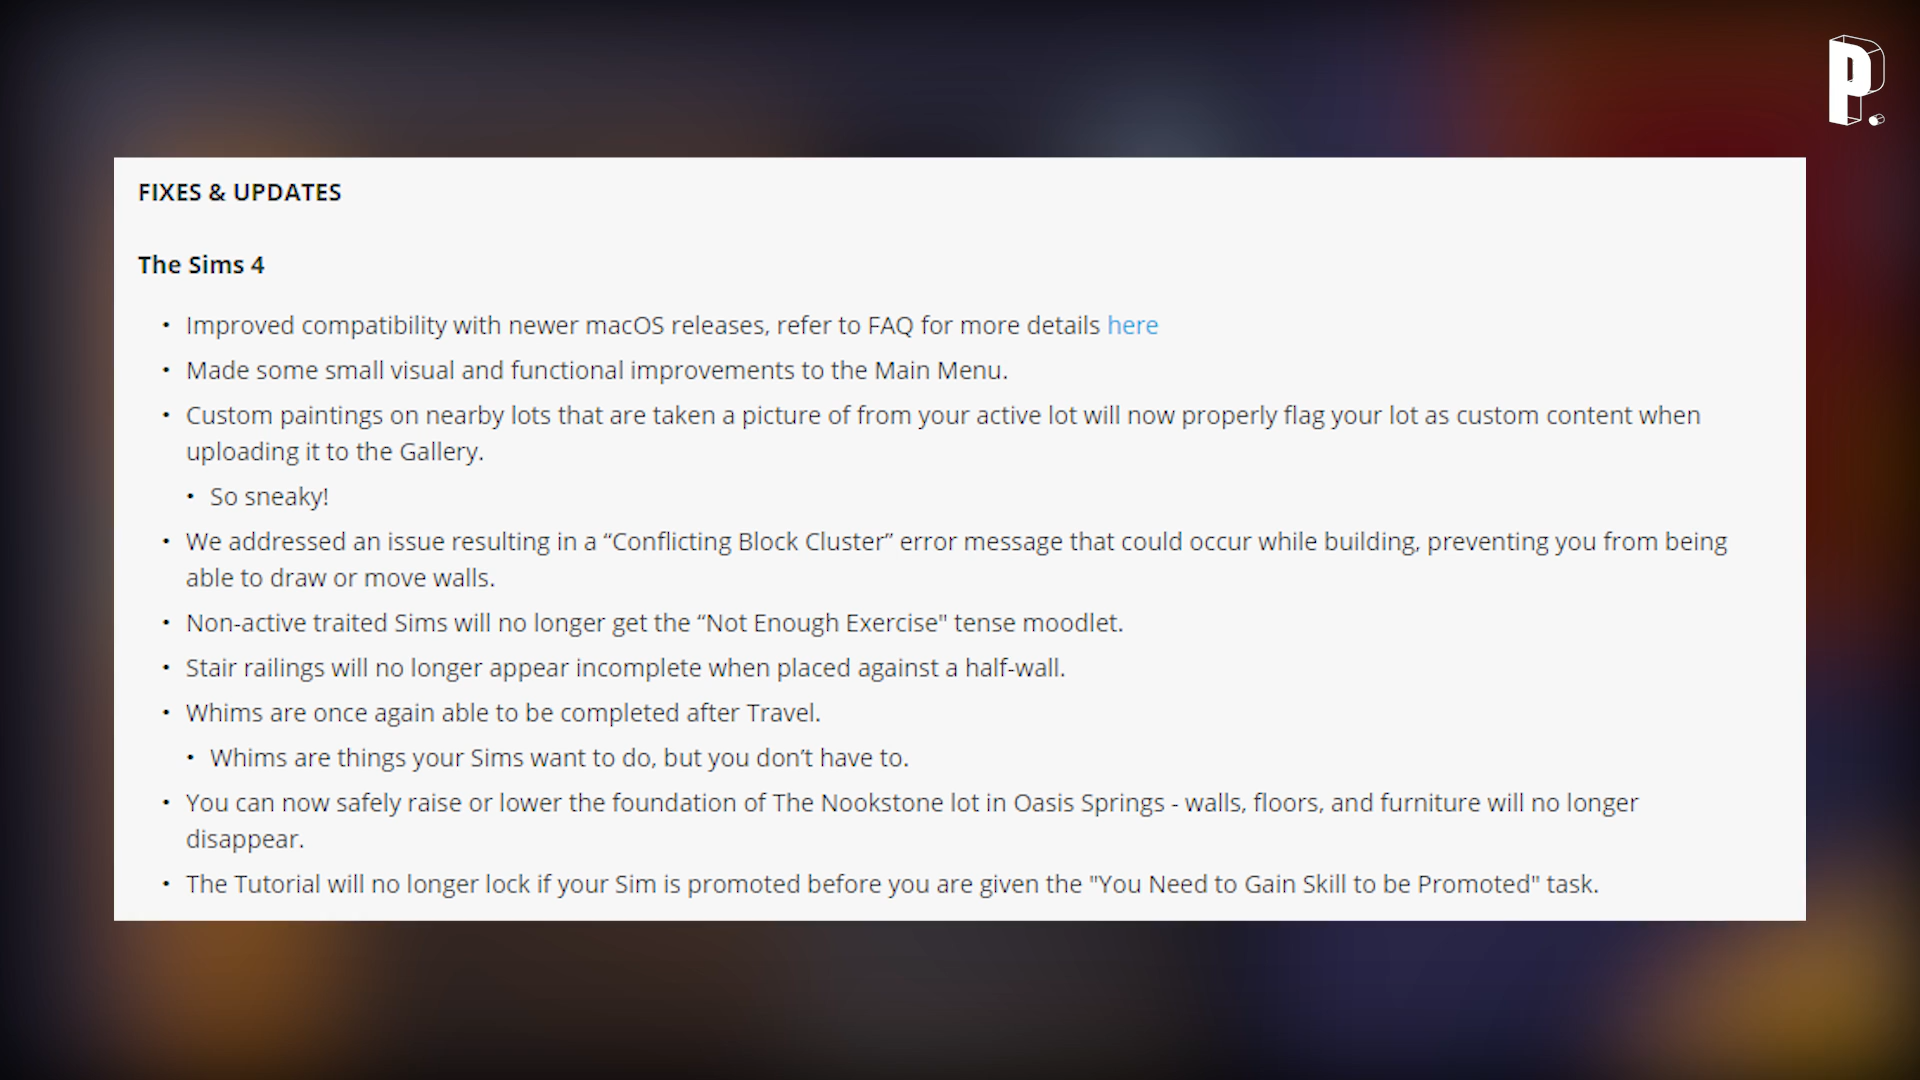 P.
FIXES & UPDATES
The Sims 4
• Improved compatibility with newer macOS releases, refer to FAQ for more details here
• Made some small visual and functional improvements to the Main Menu.
• Custom paintings on nearby lots that are taken a picture of from your active lot will now properly flag your lot as custom content when
uploading it to the Gallery.
• So sneaky!
• We addressed an issue resulting in a “Conflicting Block Cluster” error message that could occur while building, preventing you from being
able to draw or move walls.
• Non-active traited Sims will no longer get the “Not Enough Exercise" tense moodlet.
• Stair railings will no longer appear incomplete when placed against a half-wall.
• Whims are once again able to be completed after Travel.
• Whims are things your Sims want to do, but you don’t have to.
• You can now safely raise or lower the foundation of The Nookstone lot in Oasis Springs - walls, floors, and furniture will no longer
disappear.
• The Tutorial will no longer lock if your Sim is promoted before you are given the "You Need to Gain Skill to be Promoted" task.